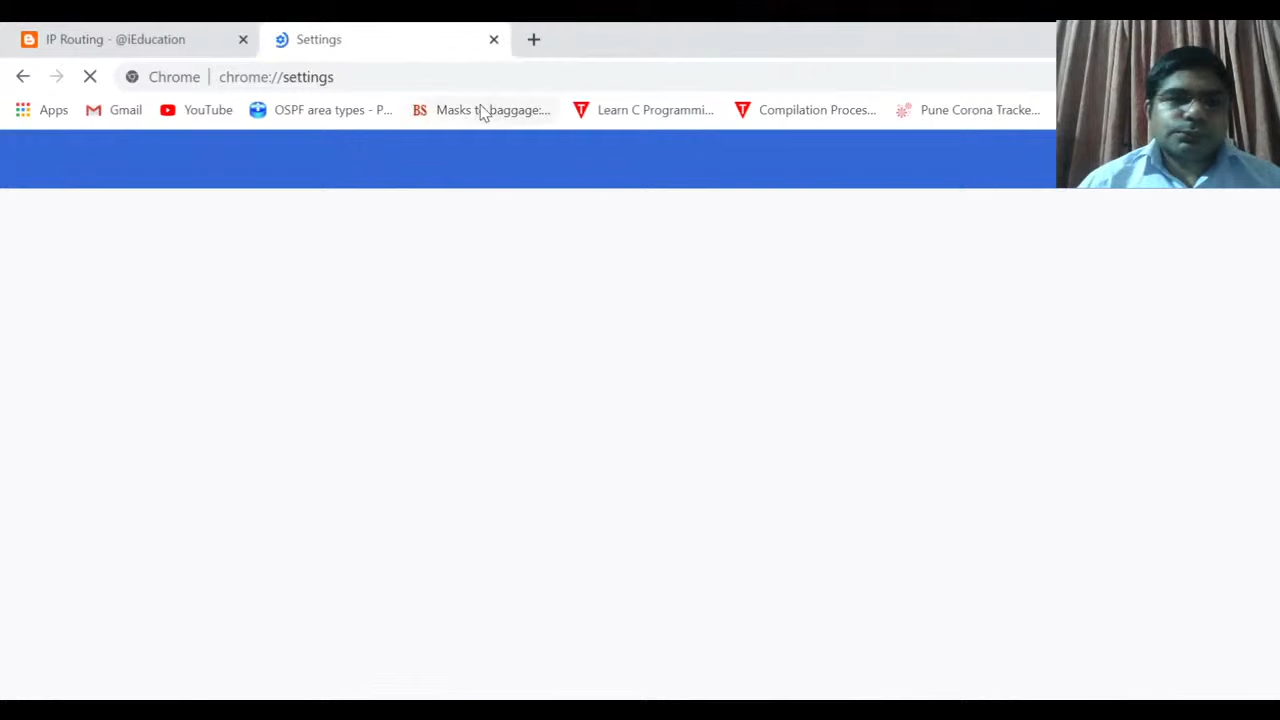 IP Routing - @iEducation
Settings
Chrome | chrome://settings
Apps
Gmail
YouTube
OSPF area types - P...
BS Masks t baggage:...
Learn C Programmi...
Compilation Proces...
Pune Corona Tracke...